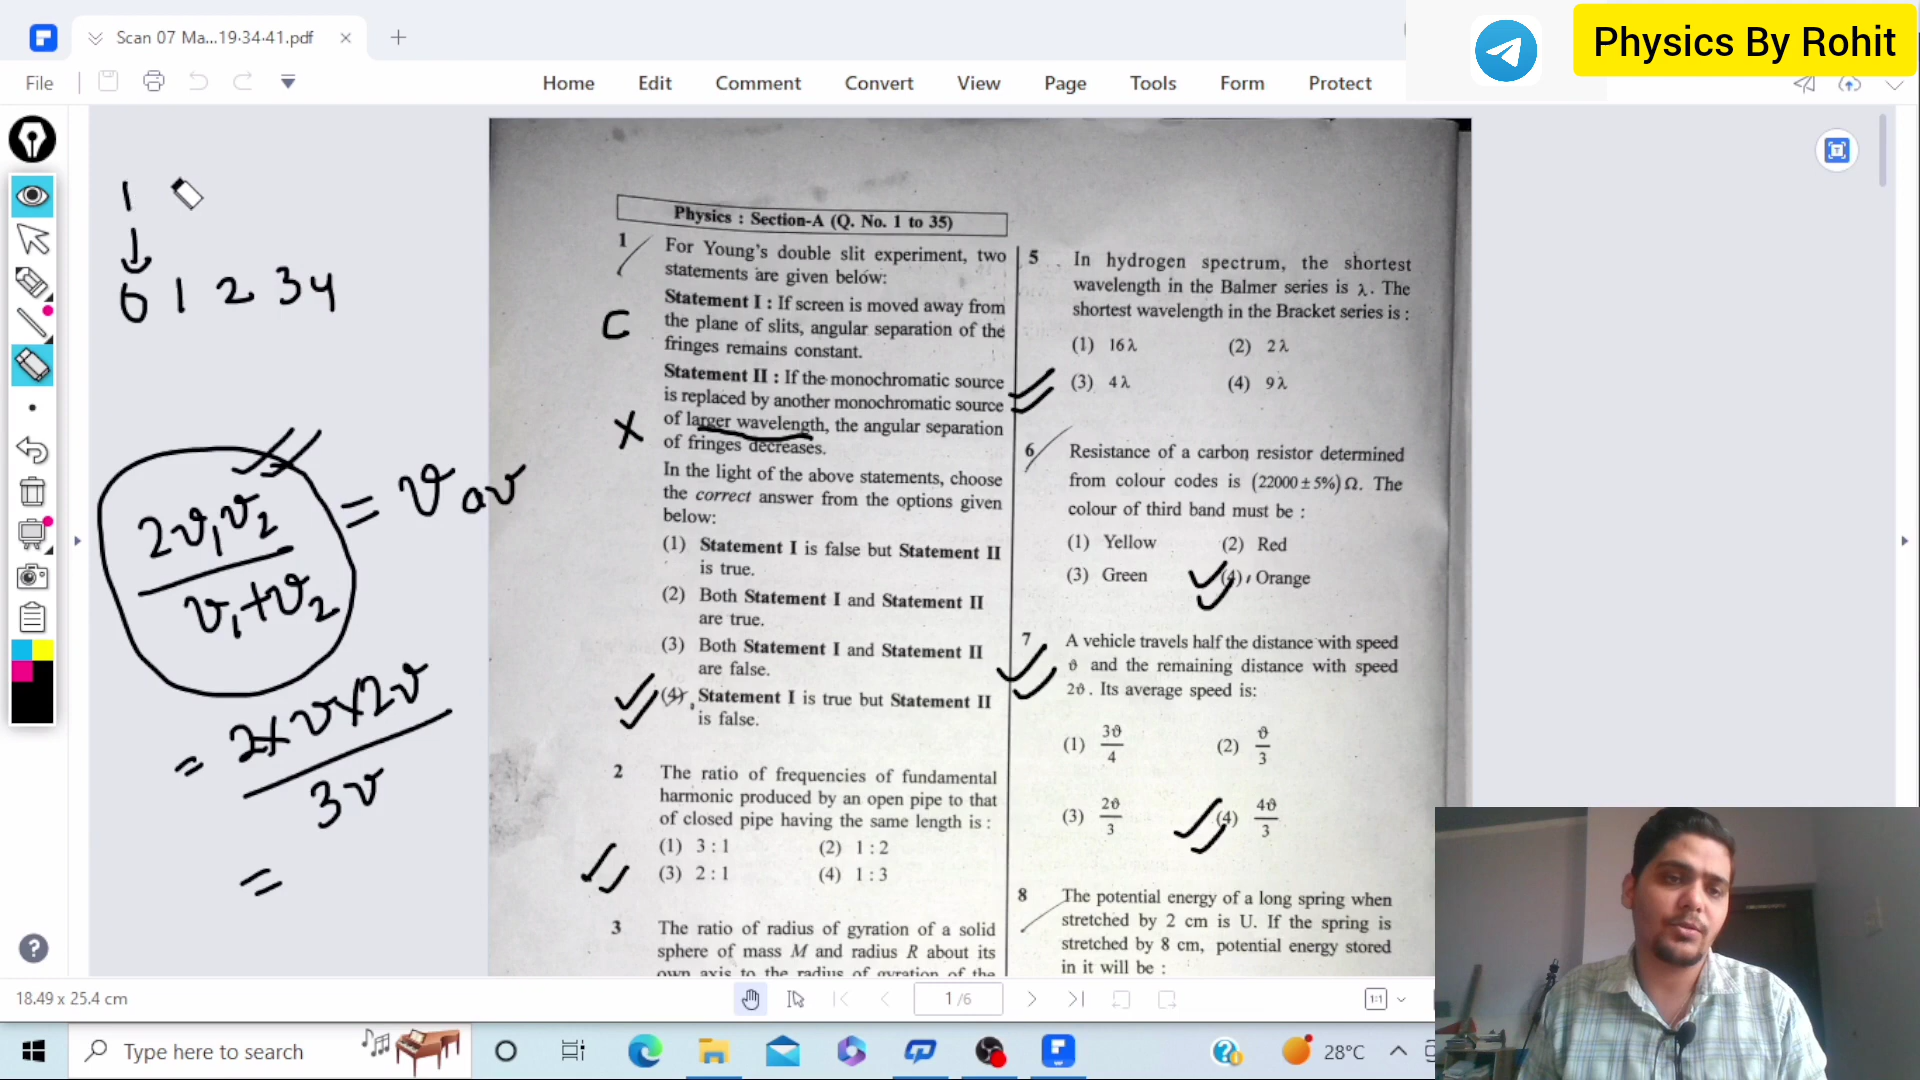 Scan 07 Ma...19·34·41.pdf
Physics By Rohit
File
Home Edit Comment Convert View Page Tools Form Protect
1
0 1 2 3 4
2v₁v₂ / v₁+v₂ = v av
= 2×v×2v / 3v
=
Physics : Section-A (Q. No. 1 to 35)
1 For Young's double slit experiment, two
statements are given below:
Statement I : If screen is moved away from
the plane of slits, angular separation of the
fringes remains constant.
C
Statement II : If the monochromatic source
is replaced by another monochromatic source
of larger wavelength, the angular separation
of fringes decreases.
X
In the light of the above statements, choose
the correct answer from the options given
below:
(1) Statement I is false but Statement II
is true.
(2) Both Statement I and Statement II
are true.
(3) Both Statement I and Statement II
are false.
(4) Statement I is true but Statement II
is false.
2 The ratio of frequencies of fundamental
harmonic produced by an open pipe to that
of closed pipe having the same length is :
(1) 3 : 1 (2) 1 : 2
(3) 2 : 1 (4) 1 : 3
3 The ratio of radius of gyration of a solid
sphere of mass M and radius R about its
own axis to the radius of gyration of the
5 In hydrogen spectrum, the shortest
wavelength in the Balmer series is λ. The
shortest wavelength in the Bracket series is :
(1) 16λ (2) 2λ
(3) 4λ (4) 9λ
6 Resistance of a carbon resistor determined
from colour codes is (22000 ± 5%) Ω. The
colour of third band must be :
(1) Yellow (2) Red
(3) Green (4) Orange
7 A vehicle travels half the distance with speed
ϑ and the remaining distance with speed
2ϑ. Its average speed is:
(1) 3ϑ/4 (2) ϑ/3
(3) 2ϑ/3 (4) 4ϑ/3
8 The potential energy of a long spring when
stretched by 2 cm is U. If the spring is
stretched by 8 cm, potential energy stored
in it will be :
18.49 x 25.4 cm
1 /6
1:1
Type here to search
28°C